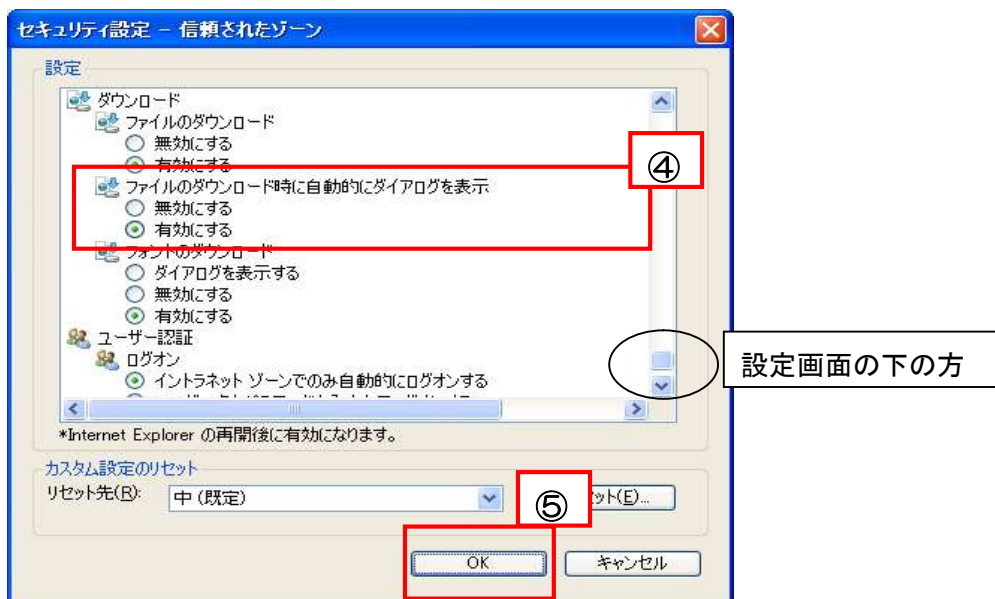 セキュリティ設定 - 信頼されたゾーン
設定
ダウンロード
ファイルのダウンロード
無効にする
有効にする
④
ファイルのダウンロード時に自動的にダイアログを表示
無効にする
有効にする
フォントのダウンロード
ダイアログを表示する
無効にする
有効にする
ユーザー認証
ログオン
設定画面の下の方
イントラネット ゾーンでのみ自動的にログオンする
*Internet Explorer の再開後に有効になります。
カスタム設定のリセット
リセット先(R):
中 (既定)
⑤
ット(E)...
OK
キャンセル